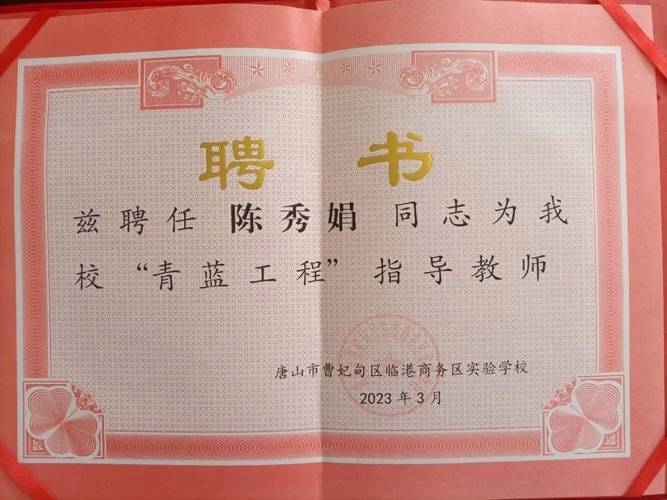 聘 书
兹聘任 陈秀娟 同志为我
校“青蓝工程”指导教师
唐山市曹妃甸区临港商务区实验学校
2023年3月